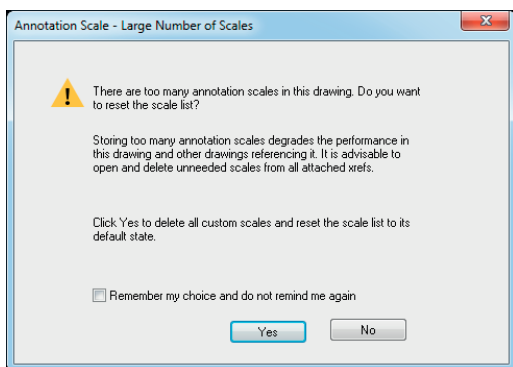 Annotation Scale - Large Number of Scales
There are too many annotation scales in this drawing. Do you want
to reset the scale list?
Storing too many annotation scales degrades the performance in
this drawing and other drawings referencing it. It is advisable to
open and delete unneeded scales from all attached xrefs.
Click Yes to delete all custom scales and reset the scale list to its
default state.
Remember my choice and do not remind me again
Yes
No